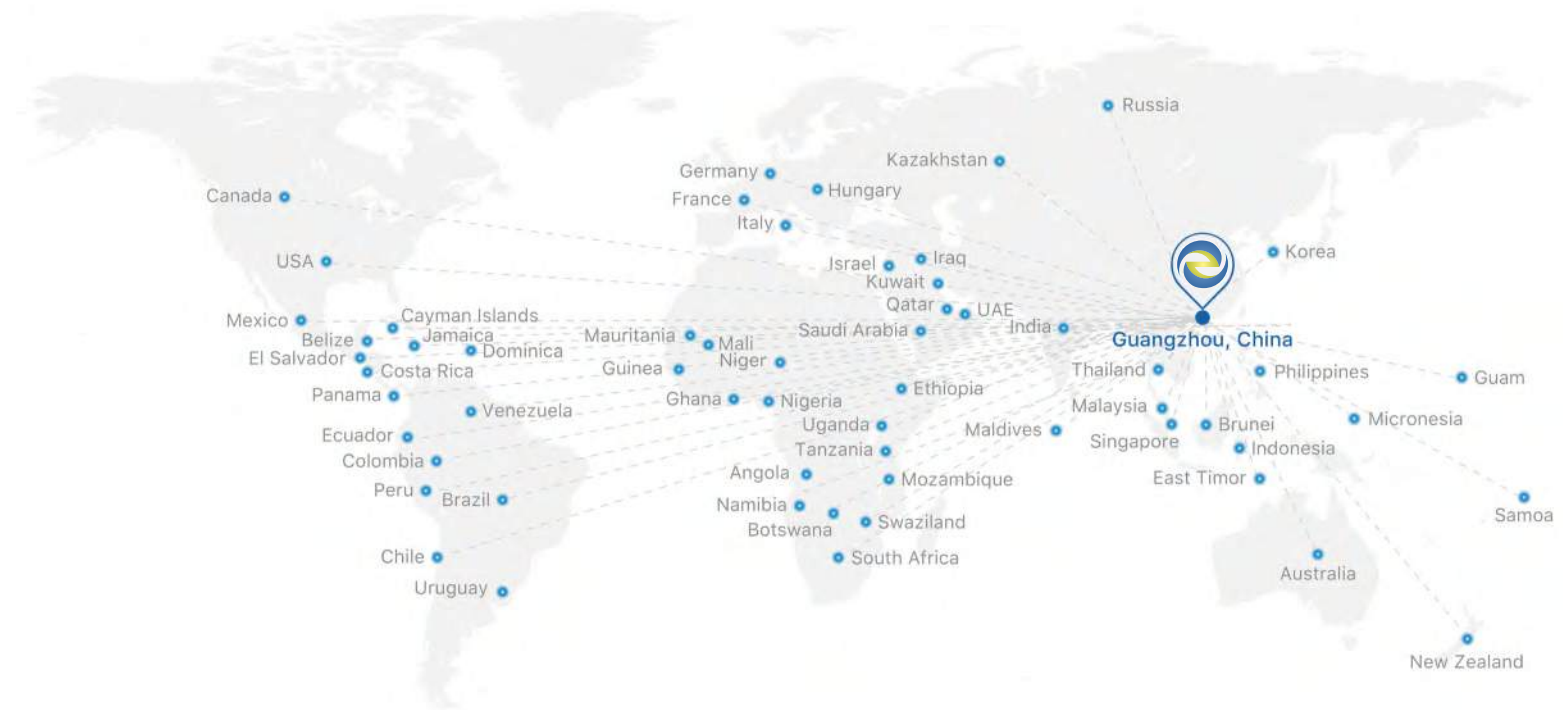 Russia
Kazakhstan
Germany
Hungary
Canada
France
Italy
Korea
USA
Israel
Iraq
Kuwait
Qatar
UAE
Cayman Islands
Mexico
India
Saudi Arabia
Mauritania
Jamaica
Belize
Mali
Guangzhou, China
Dominica
El Salvador
Niger
Guinea
Thailand
Philippines
Costa Rica
Guam
Ethiopia
Panama
Ghana
Nigeria
Malaysia
Venezuela
Micronesia
Uganda
Brunei
Maldives
Ecuador
Singapore
Indonesia
Tanzania
Colombia
Angola
East Timor
Mozambique
Peru
Brazil
Namibia
Samoa
Swaziland
Botswana
Chile
South Africa
Australia
Uruguay
New Zealand